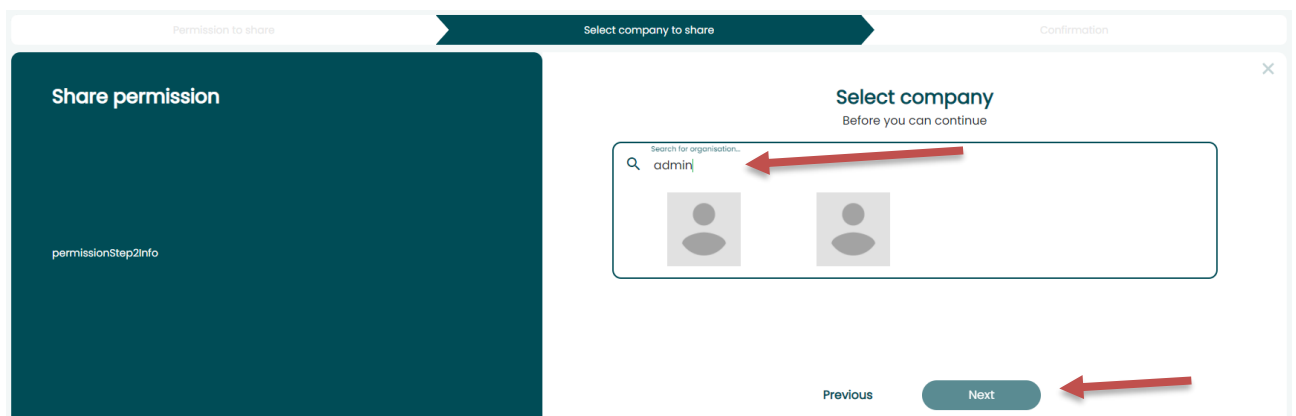 Permission to share
Select company to share
Confirmation
Share permission
permissionStep2Info
Select company
Before you can continue
Search for organisation...
admin
Previous
Next